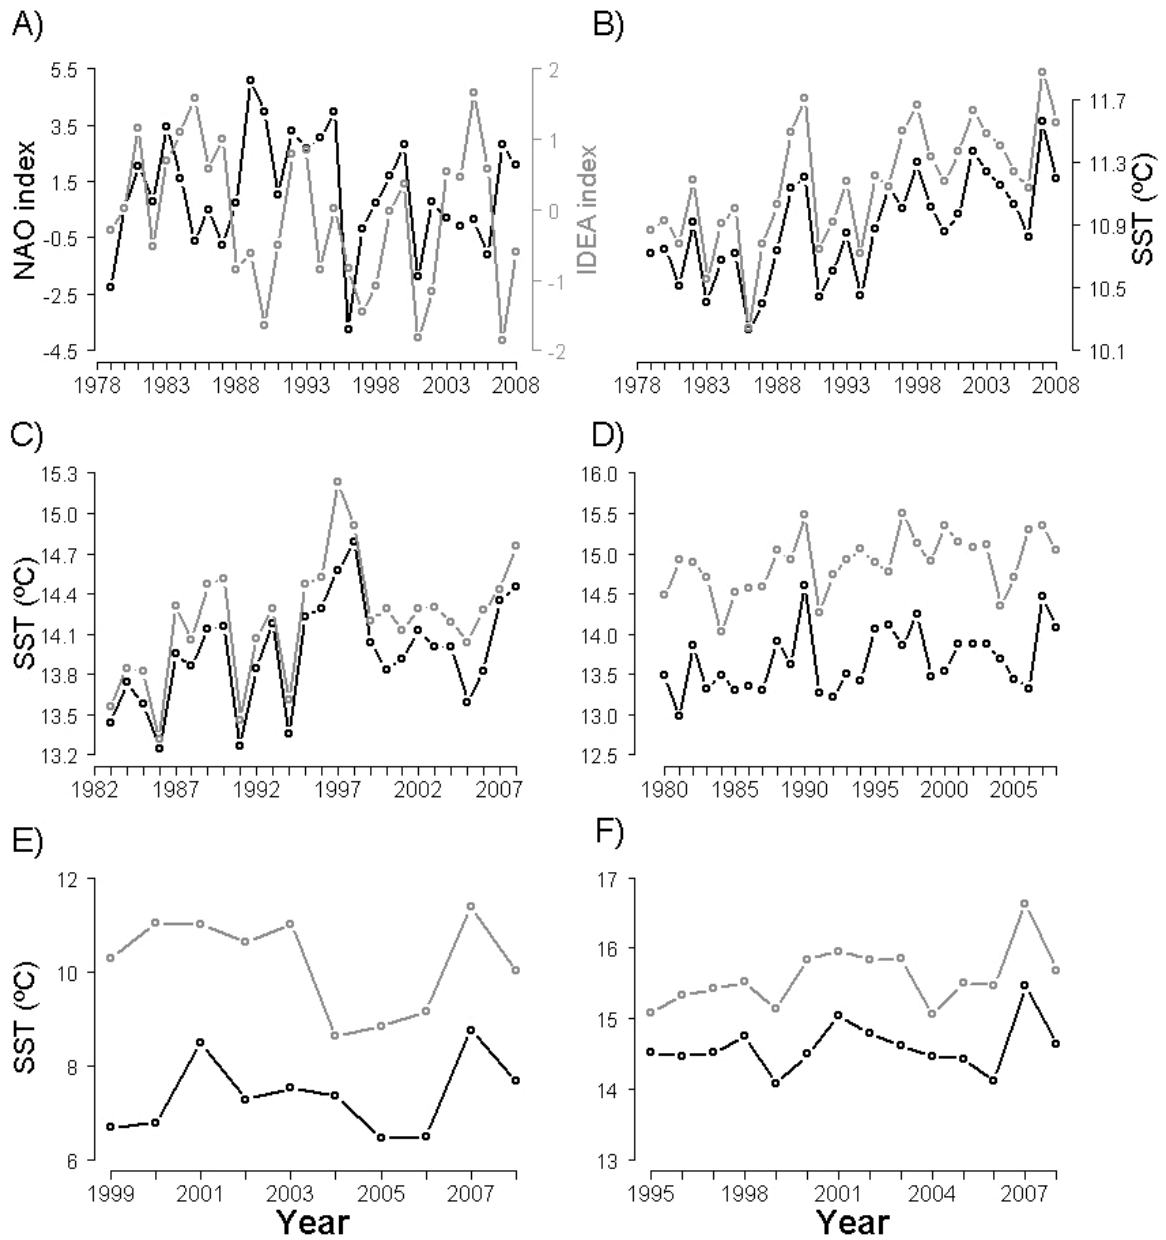 A)
B)
5.5
3.5
1.5
-0.5
-2.5
-4.5
NAO index
2
1
0
-1
-2
IDEA index
1978 1983 1988 1993 1998 2003 2008
11.7
11.3
10.9
10.5
10.1
SST (ºC)
1978 1983 1988 1993 1998 2003 2008
C)
D)
15.3
15.0
14.7
14.4
14.1
13.8
13.5
13.2
SST (ºC)
1982 1987 1992 1997 2002 2007
16.0
15.5
15.0
14.5
14.0
13.5
13.0
12.5
1980 1985 1990 1995 2000 2005
E)
F)
12
10
8
6
SST (ºC)
1999 2001 2003 2005 2007
Year
17
16
15
14
13
1995 1998 2001 2004 2007
Year